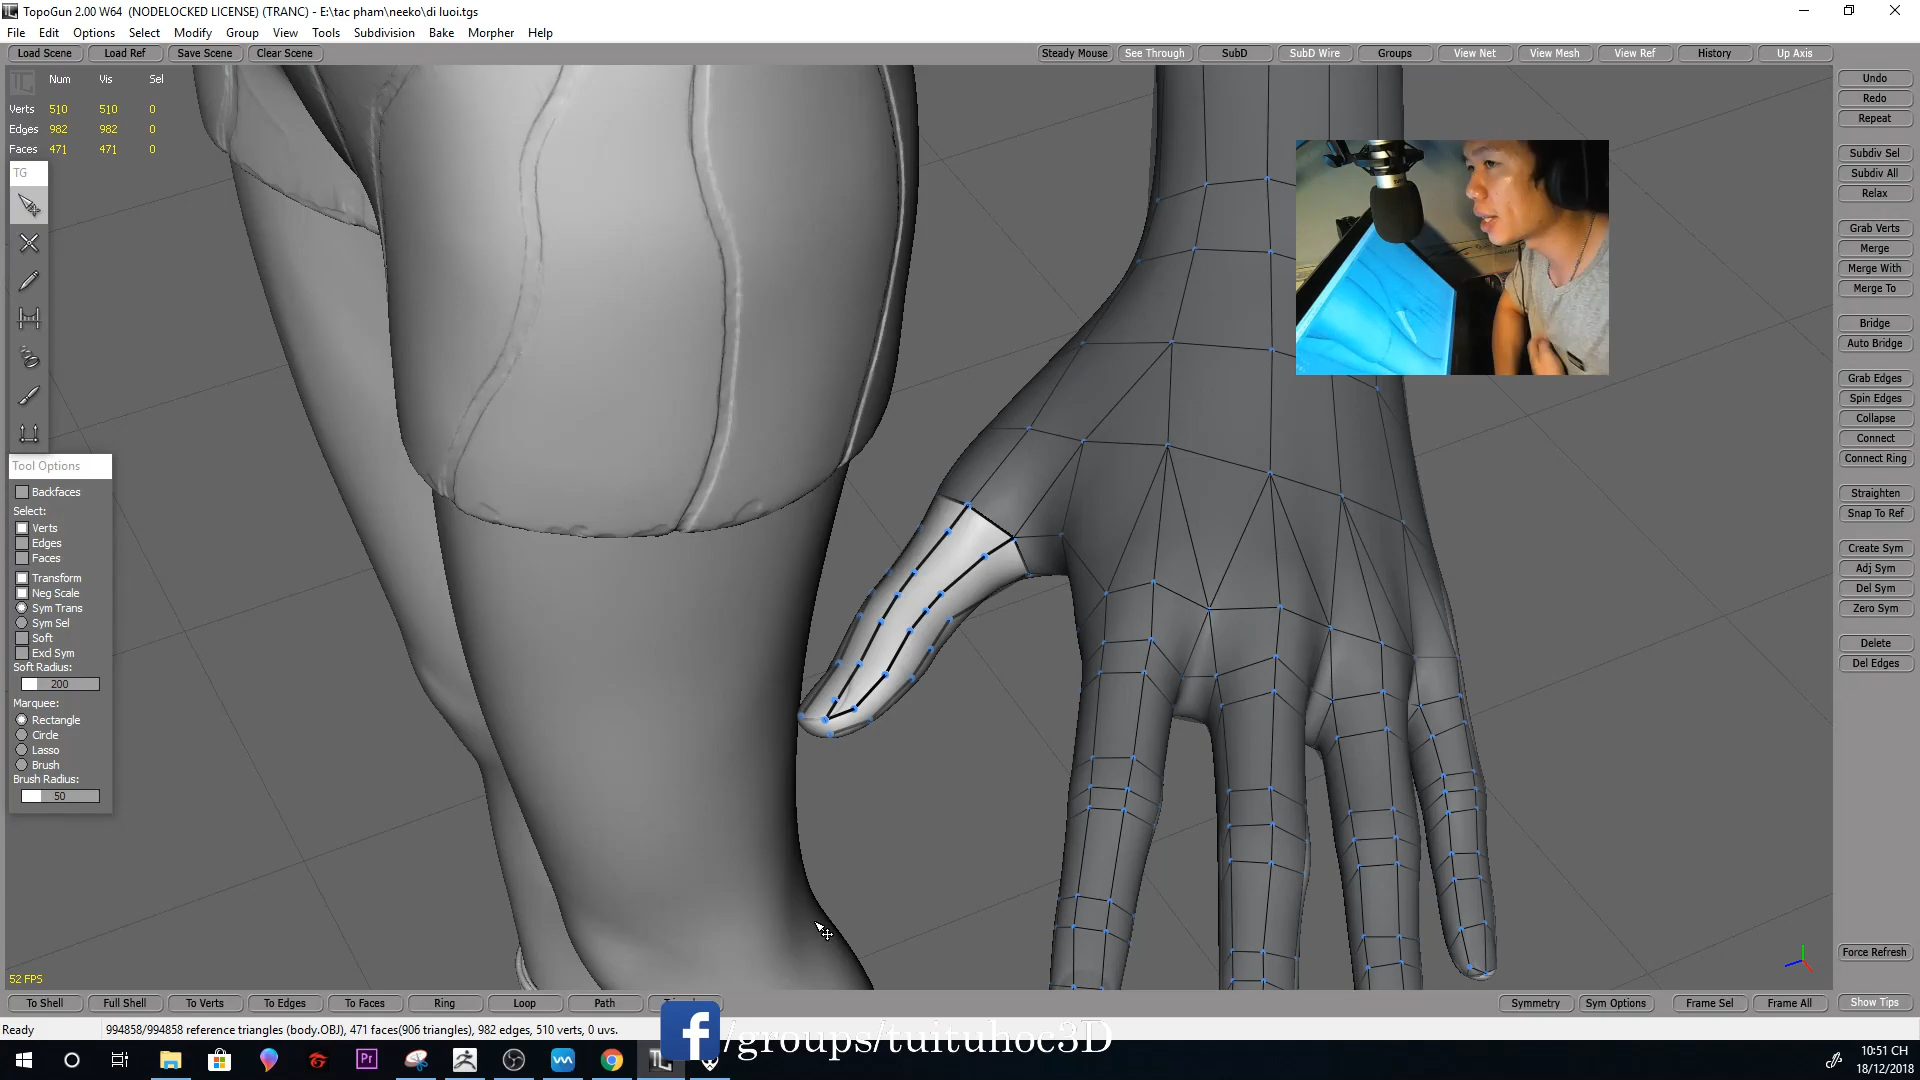 TopoGun 2.00 W64 (NODELOCKED LICENSE) (TRANC) - E:\tac pham\neeko\di luoi.tgs
File Edit Options Select Modify Group View Tools Subdivision Bake Morpher Help
Load Scene Load Ref Save Scene Clear Scene Steady Mouse See Through SubD SubD Wire Groups View Net View Mesh View Ref History Up Axis
Num Vis Sel
Verts 510 510 0
Edges 982 982 0
Faces 471 471 0
TG
Tool Options
Backfaces
Select:
Verts
Edges
Faces
Transform
Neg Scale
Sym Trans
Sym Sel
Soft
Excl Sym
Soft Radius:
200
Marquee:
Rectangle
Circle
Lasso
Brush
Brush Radius:
50
52 FPS
Undo
Redo
Repeat
Subdiv Sel
Subdiv All
Relax
Grab Verts
Merge
Merge With
Merge To
Bridge
Auto Bridge
Grab Edges
Spin Edges
Collapse
Connect
Connect Ring
Straighten
Snap To Ref
Create Sym
Adj Sym
Del Sym
Zero Sym
Delete
Del Edges
Force Refresh
To Shell Full Shell To Verts To Edges To Faces Ring Loop Path Symmetry Sym Options Frame Sel Frame All Show Tips
Ready 994858/994858 reference triangles (body.OBJ), 471 faces(906 triangles), 982 edges, 510 verts, 0 uvs.
f /groups/tuituhoc3D
Pr
10:51 CH
18/12/2018